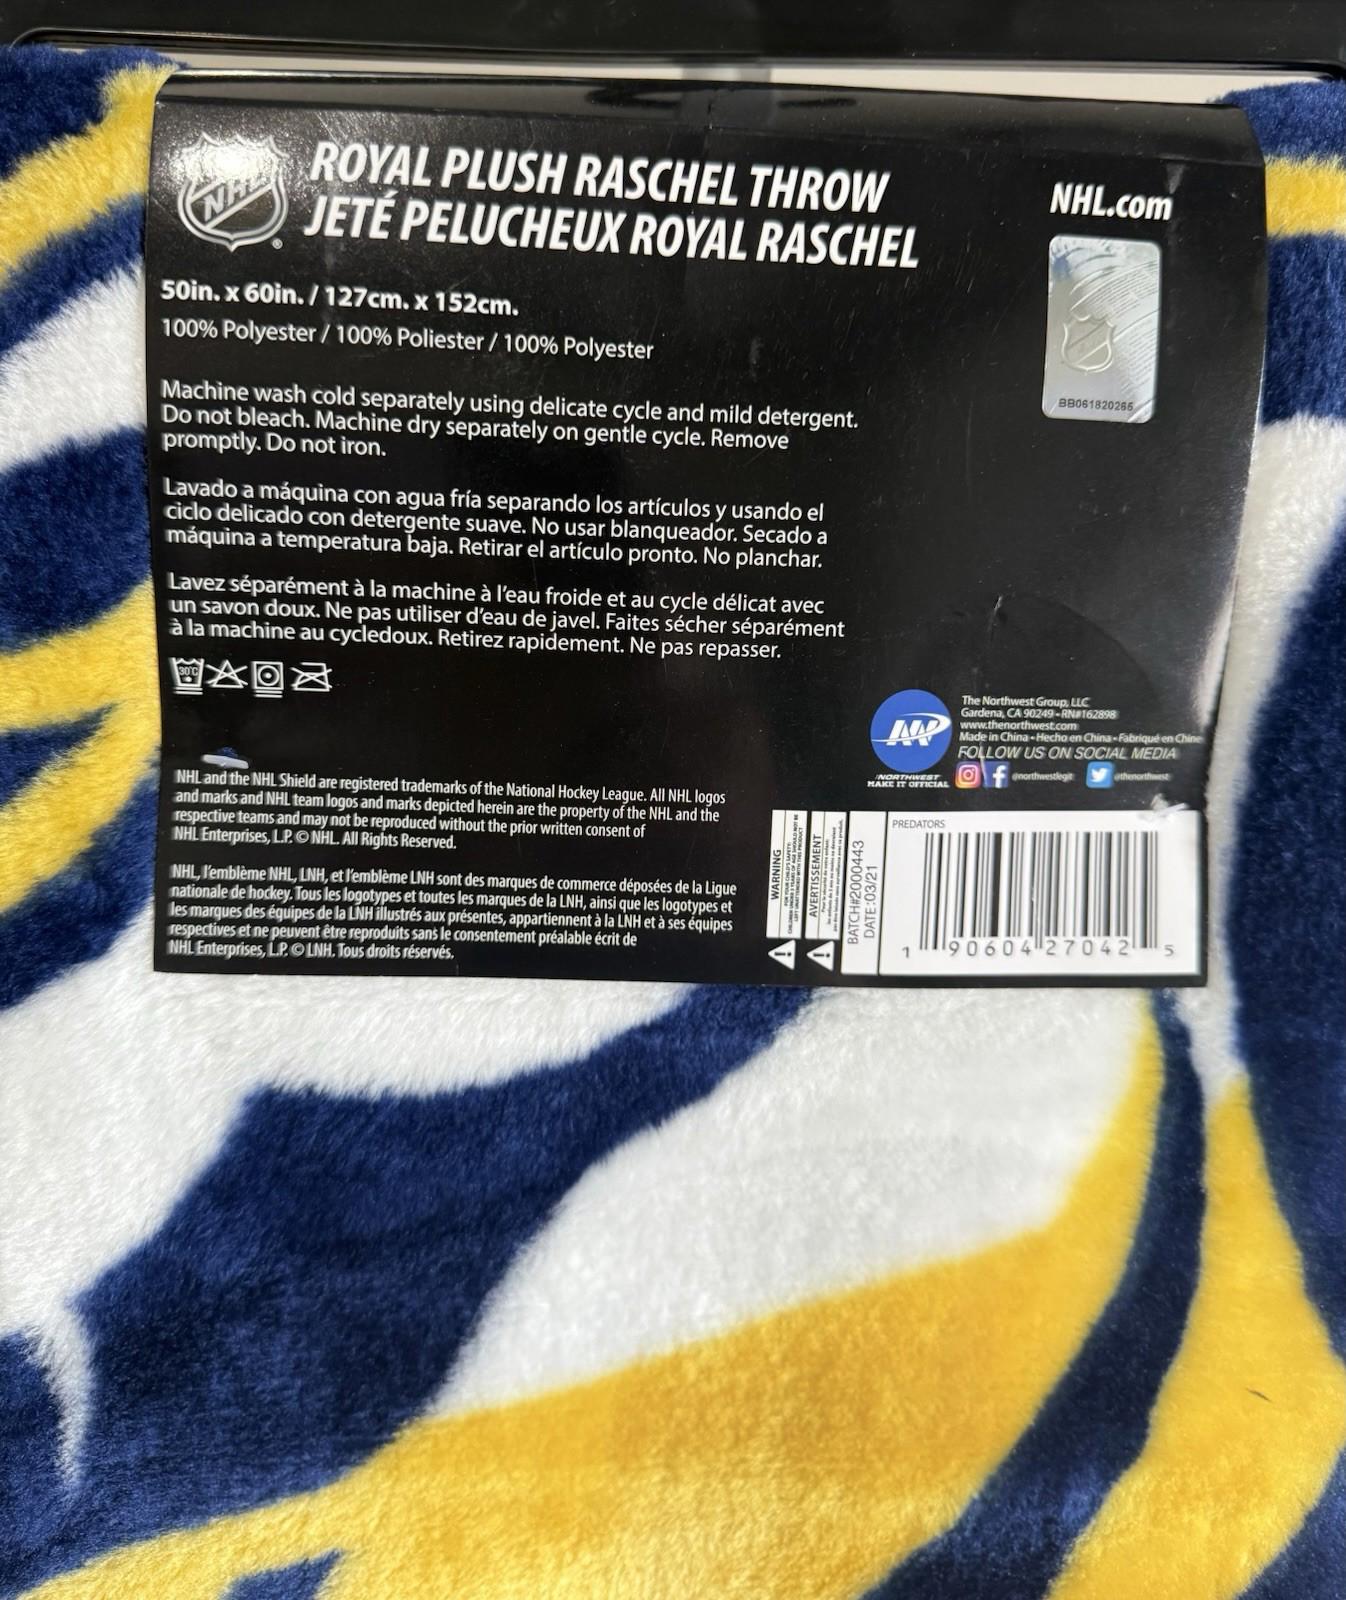 NHL
ROYAL PLUSH RASCHEL THROW
JETÉ PELUCHEUX ROYAL RASCHEL
NHL.com
50in. x 60in. / 127cm. x 152cm.
100% Polyester / 100% Poliester / 100% Polyester
BB061820265
Machine wash cold separately using delicate cycle and mild detergent.
Do not bleach. Machine dry separately on gentle cycle. Remove
promptly. Do not iron.
Lavado a máquina con agua fría separando los artículos y usando el
ciclo delicado con detergente suave. No usar blanqueador. Secado a
máquina a temperatura baja. Retirar el artículo pronto. No planchar.
Lavez séparément à la machine à l'eau froide et au cycle délicat avec
un savon doux. Ne pas utiliser d'eau de javel. Faites sécher séparément
à la machine au cycledoux. Retirez rapidement. Ne pas repasser.
30°C
The Northwest Group, LLC
Gardena, CA 90249 • RN#162898
www.thenorthwest.com
Made in China • Hecho en China • Fabriqué en Chine
FOLLOW US ON SOCIAL MEDIA
@northwestlegit @thenorthwest
NORTHWEST
MAKE IT OFFICIAL
NHL and the NHL Shield are registered trademarks of the National Hockey League. All NHL logos
and marks and NHL team logos and marks depicted herein are the property of the NHL and the
respective teams and may not be reproduced without the prior written consent of
NHL Enterprises, L.P. © NHL. All Rights Reserved.
NHL, l'emblème NHL, LNH, et l'emblème LNH sont des marques de commerce déposées de la Ligue
nationale de hockey. Tous les logotypes et toutes les marques de la LNH, ainsi que les logotypes et
les marques des équipes de la LNH illustrés aux présentes, appartiennent à la LNH et à ses équipes
respectives et ne peuvent être reproduits sans le consentement préalable écrit de
NHL Enterprises, L.P. © LNH. Tous droits réservés.
WARNING
AVERTISSEMENT
BATCH#2000443
DATE:03/21
PREDATORS
1 90604 27042 5